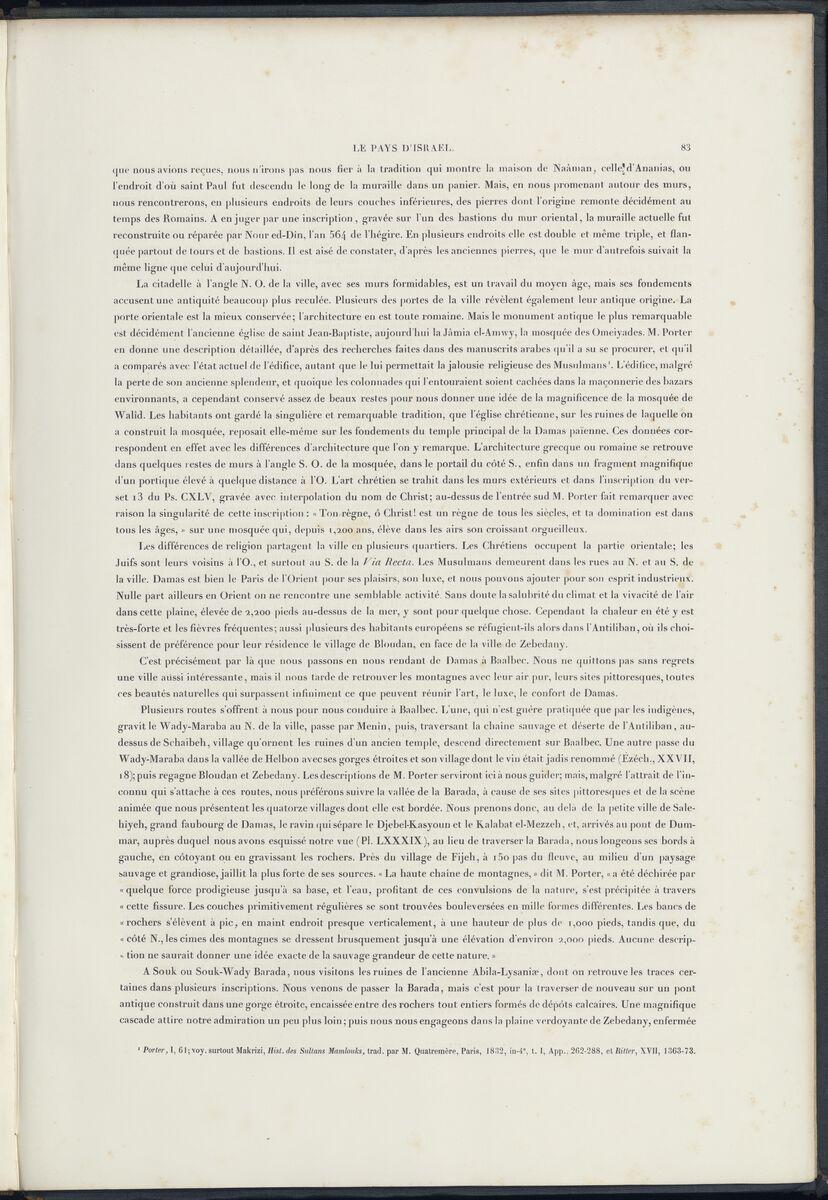 LE PAYS D'ISRAEL. 83
que nous avions reçues, nous n'irons pas nous fier à la tradition qui montre la maison de Naâman, celle d'Ananias, ou
l'endroit d'où saint Paul fut descendu le long de la muraille dans un panier. Mais, en nous promenant autour des murs,
nous rencontrerons, en plusieurs endroits de leurs couches inférieures, des pierres dont l'origine remonte décidément au
temps des Romains. A en juger par une inscription, gravée sur l'un des bastions du mur oriental, la muraille actuelle fut
reconstruite ou réparée par Nour ed-Din, l'an 564 de l'hégire. En plusieurs endroits elle est double et même triple, et flan-
quée partout de tours et de bastions. Il est aisé de constater, d'après les anciennes pierres, que le mur d'autrefois suivait la
même ligne que celui d'aujourd'hui.
La citadelle à l'angle N. O. de la ville, avec ses murs formidables, est un travail du moyen âge, mais ses fondements
accusent une antiquité beaucoup plus reculée. Plusieurs des portes de la ville révèlent également leur antique origine. La
porte orientale est la mieux conservée; l'architecture en est toute romaine. Mais le monument antique le plus remarquable
est décidément l'ancienne église de saint Jean-Baptiste, aujourd'hui la Jâmia el-Amwy, la mosquée des Omeiyades. M. Porter
en donne une description détaillée, d'après des recherches faites dans des manuscrits arabes qu'il a su se procurer, et qu'il
a comparés avec l'état actuel de l'édifice, autant que le lui permettait la jalousie religieuse des Musulmans¹. L'édifice, malgré
la perte de son ancienne splendeur, et quoique les colonnades qui l'entouraient soient cachées dans la maçonnerie des bazars
environnants, a cependant conservé assez de beaux restes pour nous donner une idée de la magnificence de la mosquée de
Walid. Les habitants ont gardé la singulière et remarquable tradition, que l'église chrétienne, sur les ruines de laquelle on
a construit la mosquée, reposait elle-même sur les fondements du temple principal de la Damas païenne. Ces données cor-
respondent en effet avec les différences d'architecture que l'on y remarque. L'architecture grecque ou romaine se retrouve
dans quelques restes de murs à l'angle S. O. de la mosquée, dans le portail du côté S., enfin dans un fragment magnifique
d'un portique élevé à quelque distance à l'O. L'art chrétien se trahit dans les murs extérieurs et dans l'inscription du ver-
set 13 du Ps. CXLV, gravée avec interpolation du nom de Christ; au-dessus de l'entrée sud M. Porter fait remarquer avec
raison la singularité de cette inscription : « Ton règne, ô Christ! est un règne de tous les siècles, et ta domination est dans
tous les âges, » sur une mosquée qui, depuis 1,200 ans, élève dans les airs son croissant orgueilleux.
Les différences de religion partagent la ville en plusieurs quartiers. Les Chrétiens occupent la partie orientale; les
Juifs sont leurs voisins à l'O., et surtout au S. de la Via Recta. Les Musulmans demeurent dans les rues au N. et au S. de
la ville. Damas est bien le Paris de l'Orient pour ses plaisirs, son luxe, et nous pouvons ajouter pour son esprit industrieux.
Nulle part ailleurs en Orient on ne rencontre une semblable activité. Sans doute la salubrité du climat et la vivacité de l'air
dans cette plaine, élevée de 2,200 pieds au-dessus de la mer, y sont pour quelque chose. Cependant la chaleur en été y est
très-forte et les fièvres fréquentes; aussi plusieurs des habitants européens se réfugient-ils alors dans l'Antiliban, où ils choi-
sissent de préférence pour leur résidence le village de Bloudan, en face de la ville de Zebedany.
C'est précisément par là que nous passons en nous rendant de Damas à Baalbec. Nous ne quittons pas sans regrets
une ville aussi intéressante, mais il nous tarde de retrouver les montagnes avec leur air pur, leurs sites pittoresques, toutes
ces beautés naturelles qui surpassent infiniment ce que peuvent réunir l'art, le luxe, le confort de Damas.
Plusieurs routes s'offrent à nous pour nous conduire à Baalbec. L'une, qui n'est guère pratiquée que par les indigènes,
gravit le Wady-Maraba au N. de la ville, passe par Menin, puis, traversant la chaine sauvage et déserte de l'Antiliban, au-
dessus de Schaibeh, village qu'ornent les ruines d'un ancien temple, descend directement sur Baalbec. Une autre passe du
Wady-Maraba dans la vallée de Helbon avec ses gorges étroites et son village dont le vin était jadis renommé (Ézéch., XXVII,
18); puis regagne Bloudan et Zebedany. Les descriptions de M. Porter serviront ici à nous guider; mais, malgré l'attrait de l'in-
connu qui s'attache à ces routes, nous préférons suivre la vallée de la Barada, à cause de ses sites pittoresques et de la scène
animée que nous présentent les quatorze villages dont elle est bordée. Nous prenons donc, au delà de la petite ville de Sale-
hiyeh, grand faubourg de Damas, le ravin qui sépare le Djebel-Kasyoun et le Kalabat el-Mezzeh, et, arrivés au pont de Dum-
mar, auprès duquel nous avons esquissé notre vue (Pl. LXXXIX), au lieu de traverser la Barada, nous longeons ses bords à
gauche, en côtoyant ou en gravissant les rochers. Près du village de Fijeh, à 150 pas du fleuve, au milieu d'un paysage
sauvage et grandiose, jaillit la plus forte de ses sources. « La haute chaîne de montagnes, » dit M. Porter, « a été déchirée par
« quelque force prodigieuse jusqu'à sa base, et l'eau, profitant de ces convulsions de la nature, s'est précipitée à travers
« cette fissure. Les couches primitivement régulières se sont trouvées bouleversées en mille formes différentes. Les bancs de
« rochers s'élèvent à pic, en maint endroit presque verticalement, à une hauteur de plus de 1,000 pieds, tandis que, du
« côté N., les cimes des montagnes se dressent brusquement jusqu'à une élévation d'environ 2,000 pieds. Aucune descrip-
« tion ne saurait donner une idée exacte de la sauvage grandeur de cette nature. »
A Souk ou Souk-Wady Barada, nous visitons les ruines de l'ancienne Abila-Lysaniæ, dont on retrouve les traces cer-
taines dans plusieurs inscriptions. Nous venons de passer la Barada, mais c'est pour la traverser de nouveau sur un pont
antique construit dans une gorge étroite, encaissée entre des rochers tout entiers formés de dépôts calcaires. Une magnifique
cascade attire notre admiration un peu plus loin; puis nous nous engageons dans la plaine verdoyante de Zebedany, enfermée
¹ Porter, I, 61; voy. surtout Makrizi, Hist. des Sultans Mamlouks, trad. par M. Quatremère, Paris, 1832, in-4°, t. I, App., 262-288, et Ritter, XVII, 1363-73.